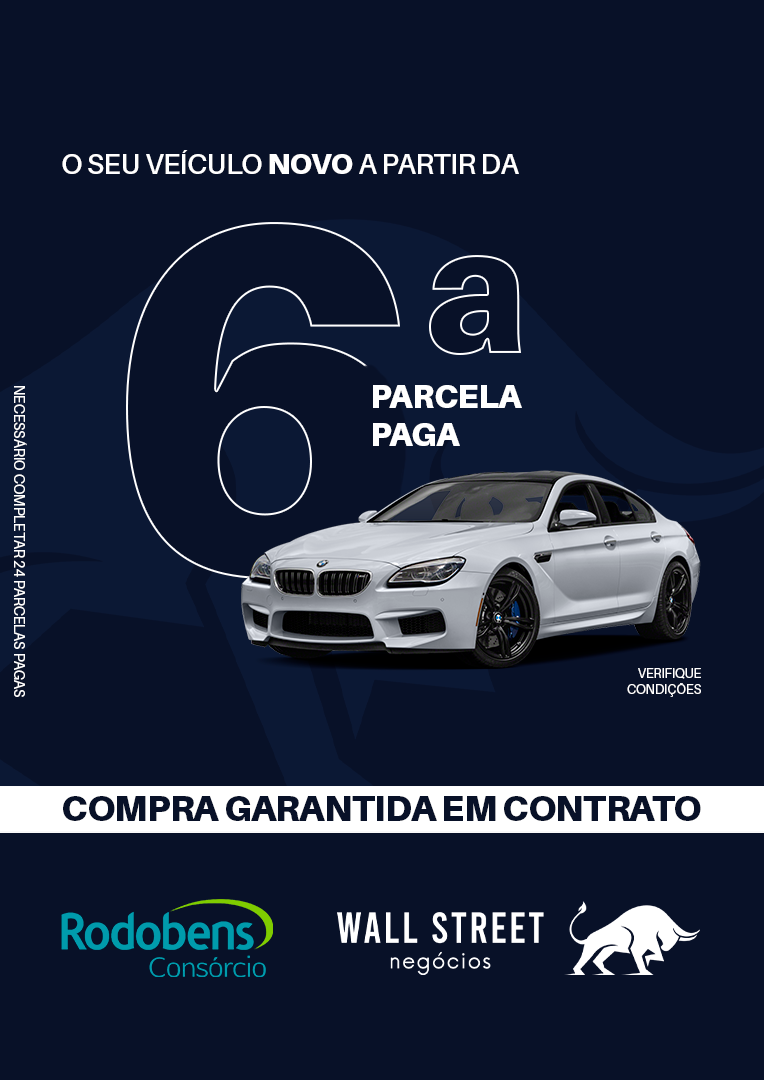 O SEU VEÍCULO NOVO A PARTIR DA
6a
PARCELA
PAGA
NECESSÁRIO COMPLETAR 24 PARCELAS PAGAS
VERIFIQUE
CONDIÇÕES
COMPRA GARANTIDA EM CONTRATO
Rodobens
Consórcio
WALL STREET
negócios